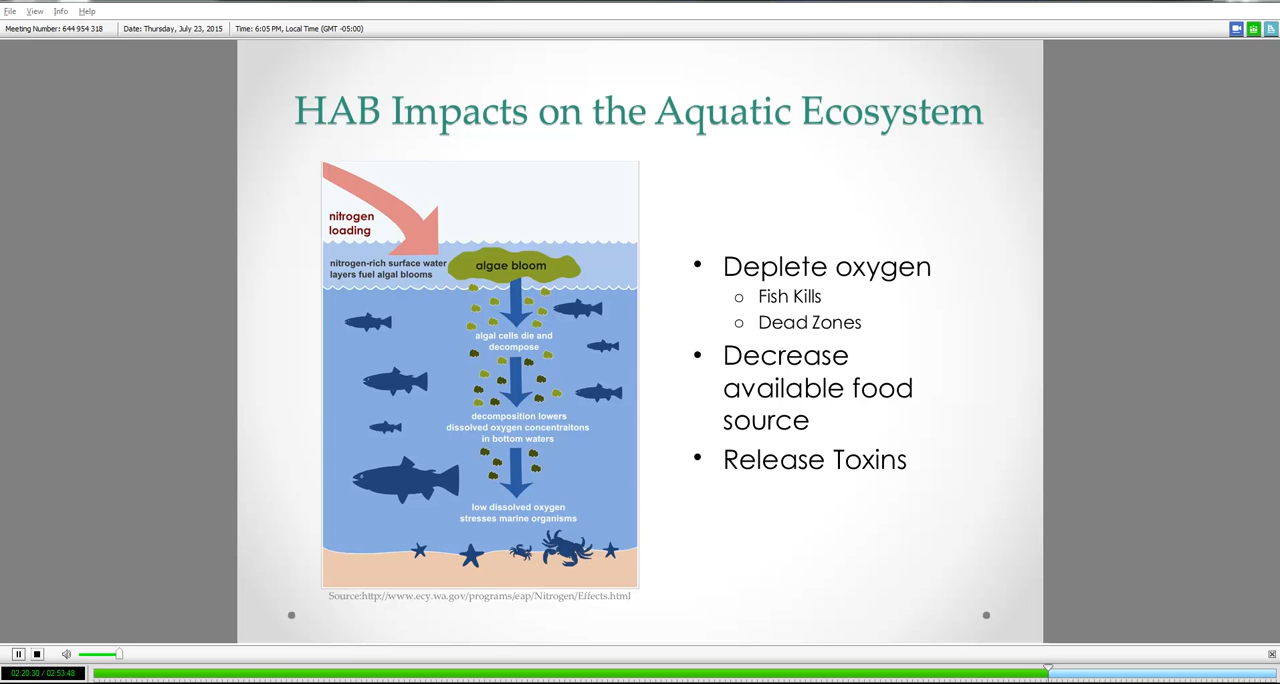 File View Info Help
Meeting Number: 644 954 318 Date: Thursday, July 23, 2015 Time: 6:05 PM, Local Time (GMT -05:00)
HAB Impacts on the Aquatic Ecosystem
nitrogen
loading
nitrogen-rich surface water
layers fuel algal blooms
algae bloom
algal cells die and
decompose
decomposition lowers
dissolved oxygen concentraitons
in bottom waters
low dissolved oxygen
stresses marine organisms
Source:http://www.ecy.wa.gov/programs/eap/Nitrogen/Effects.html
• Deplete oxygen
o Fish Kills
o Dead Zones
• Decrease
available food
source
• Release Toxins
02:20:30 / 02:53:48